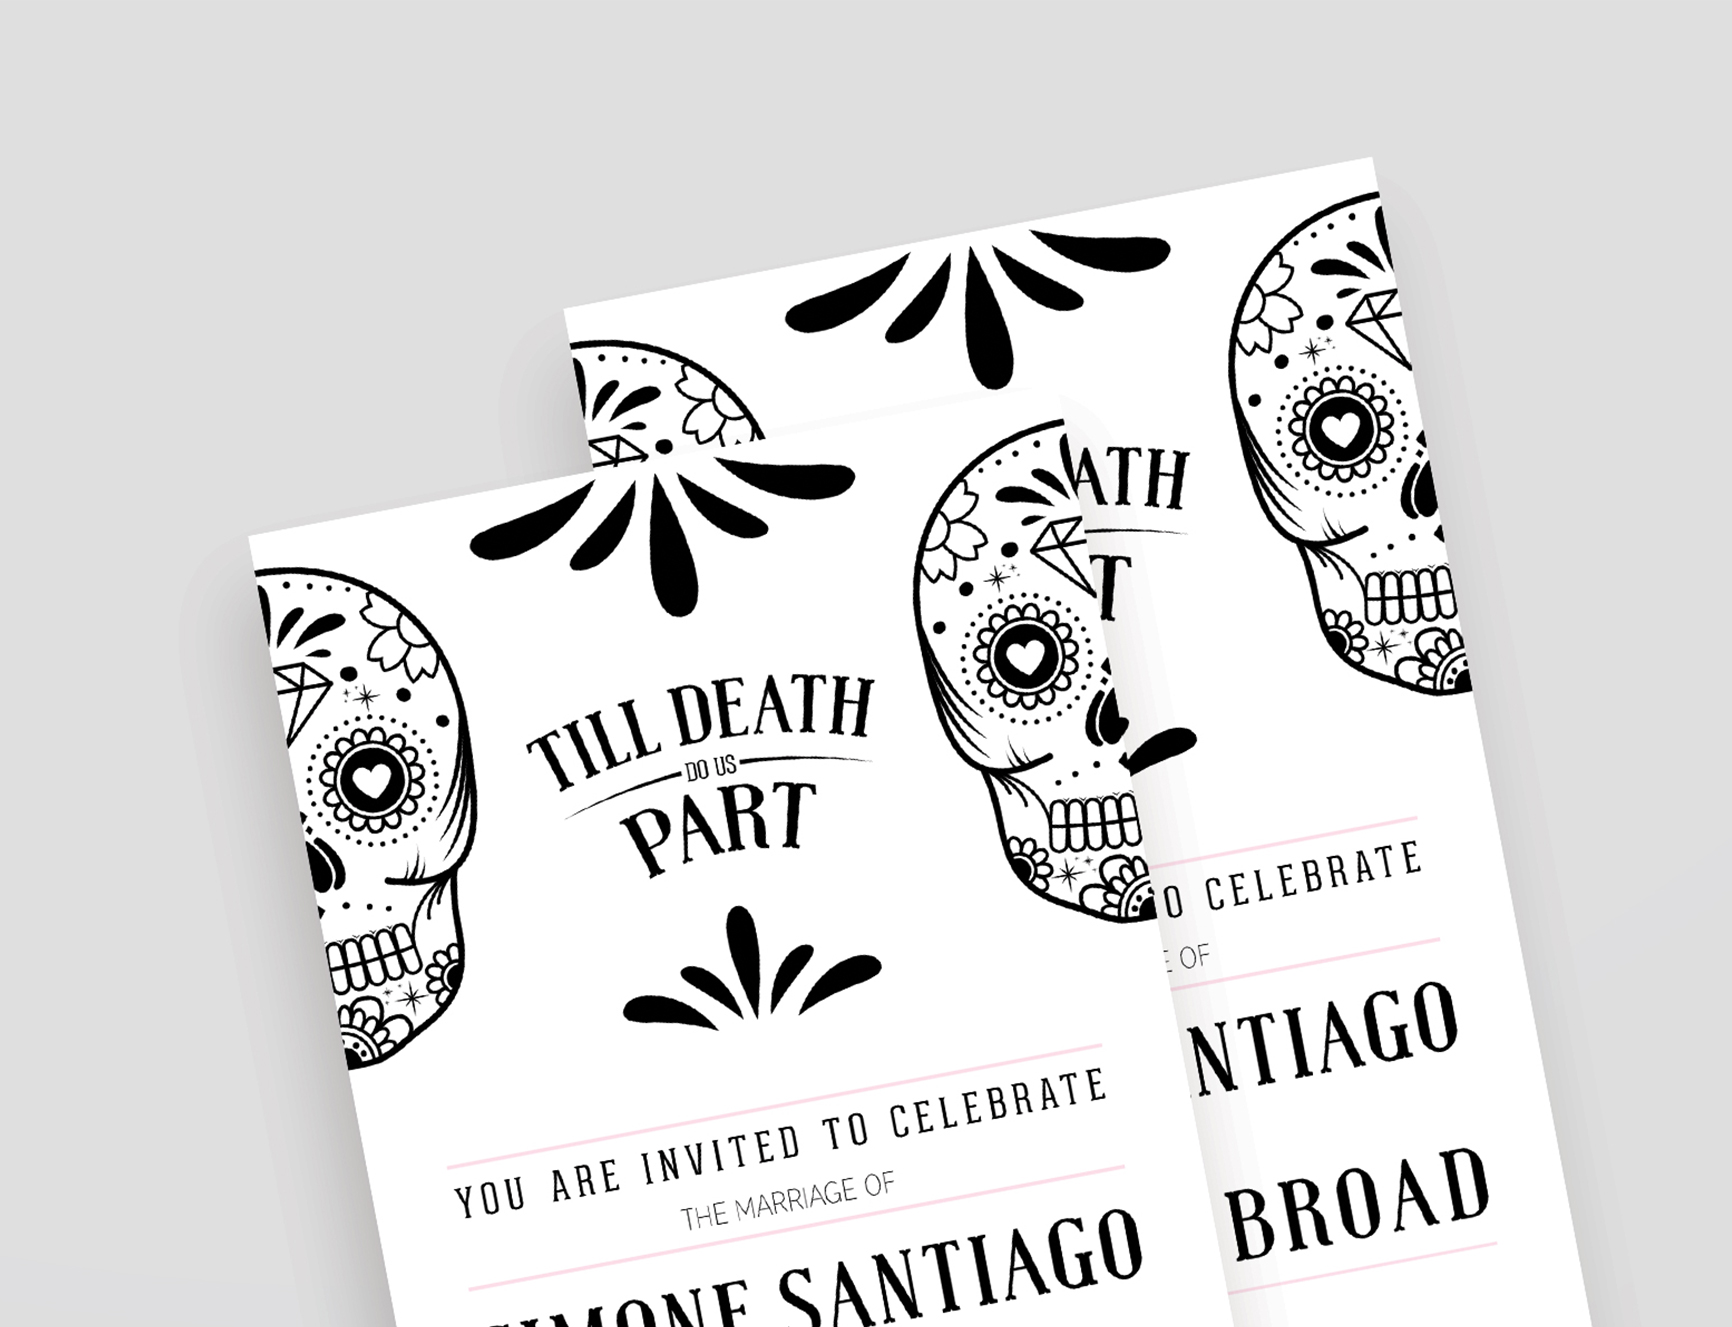 TILL DEATH
DO US
PART
YOU ARE INVITED TO CELEBRATE
THE MARRIAGE OF
SIMONE SANTIAGO
ATH
T
O CELEBRATE
E OF
NTIAGO
BROAD